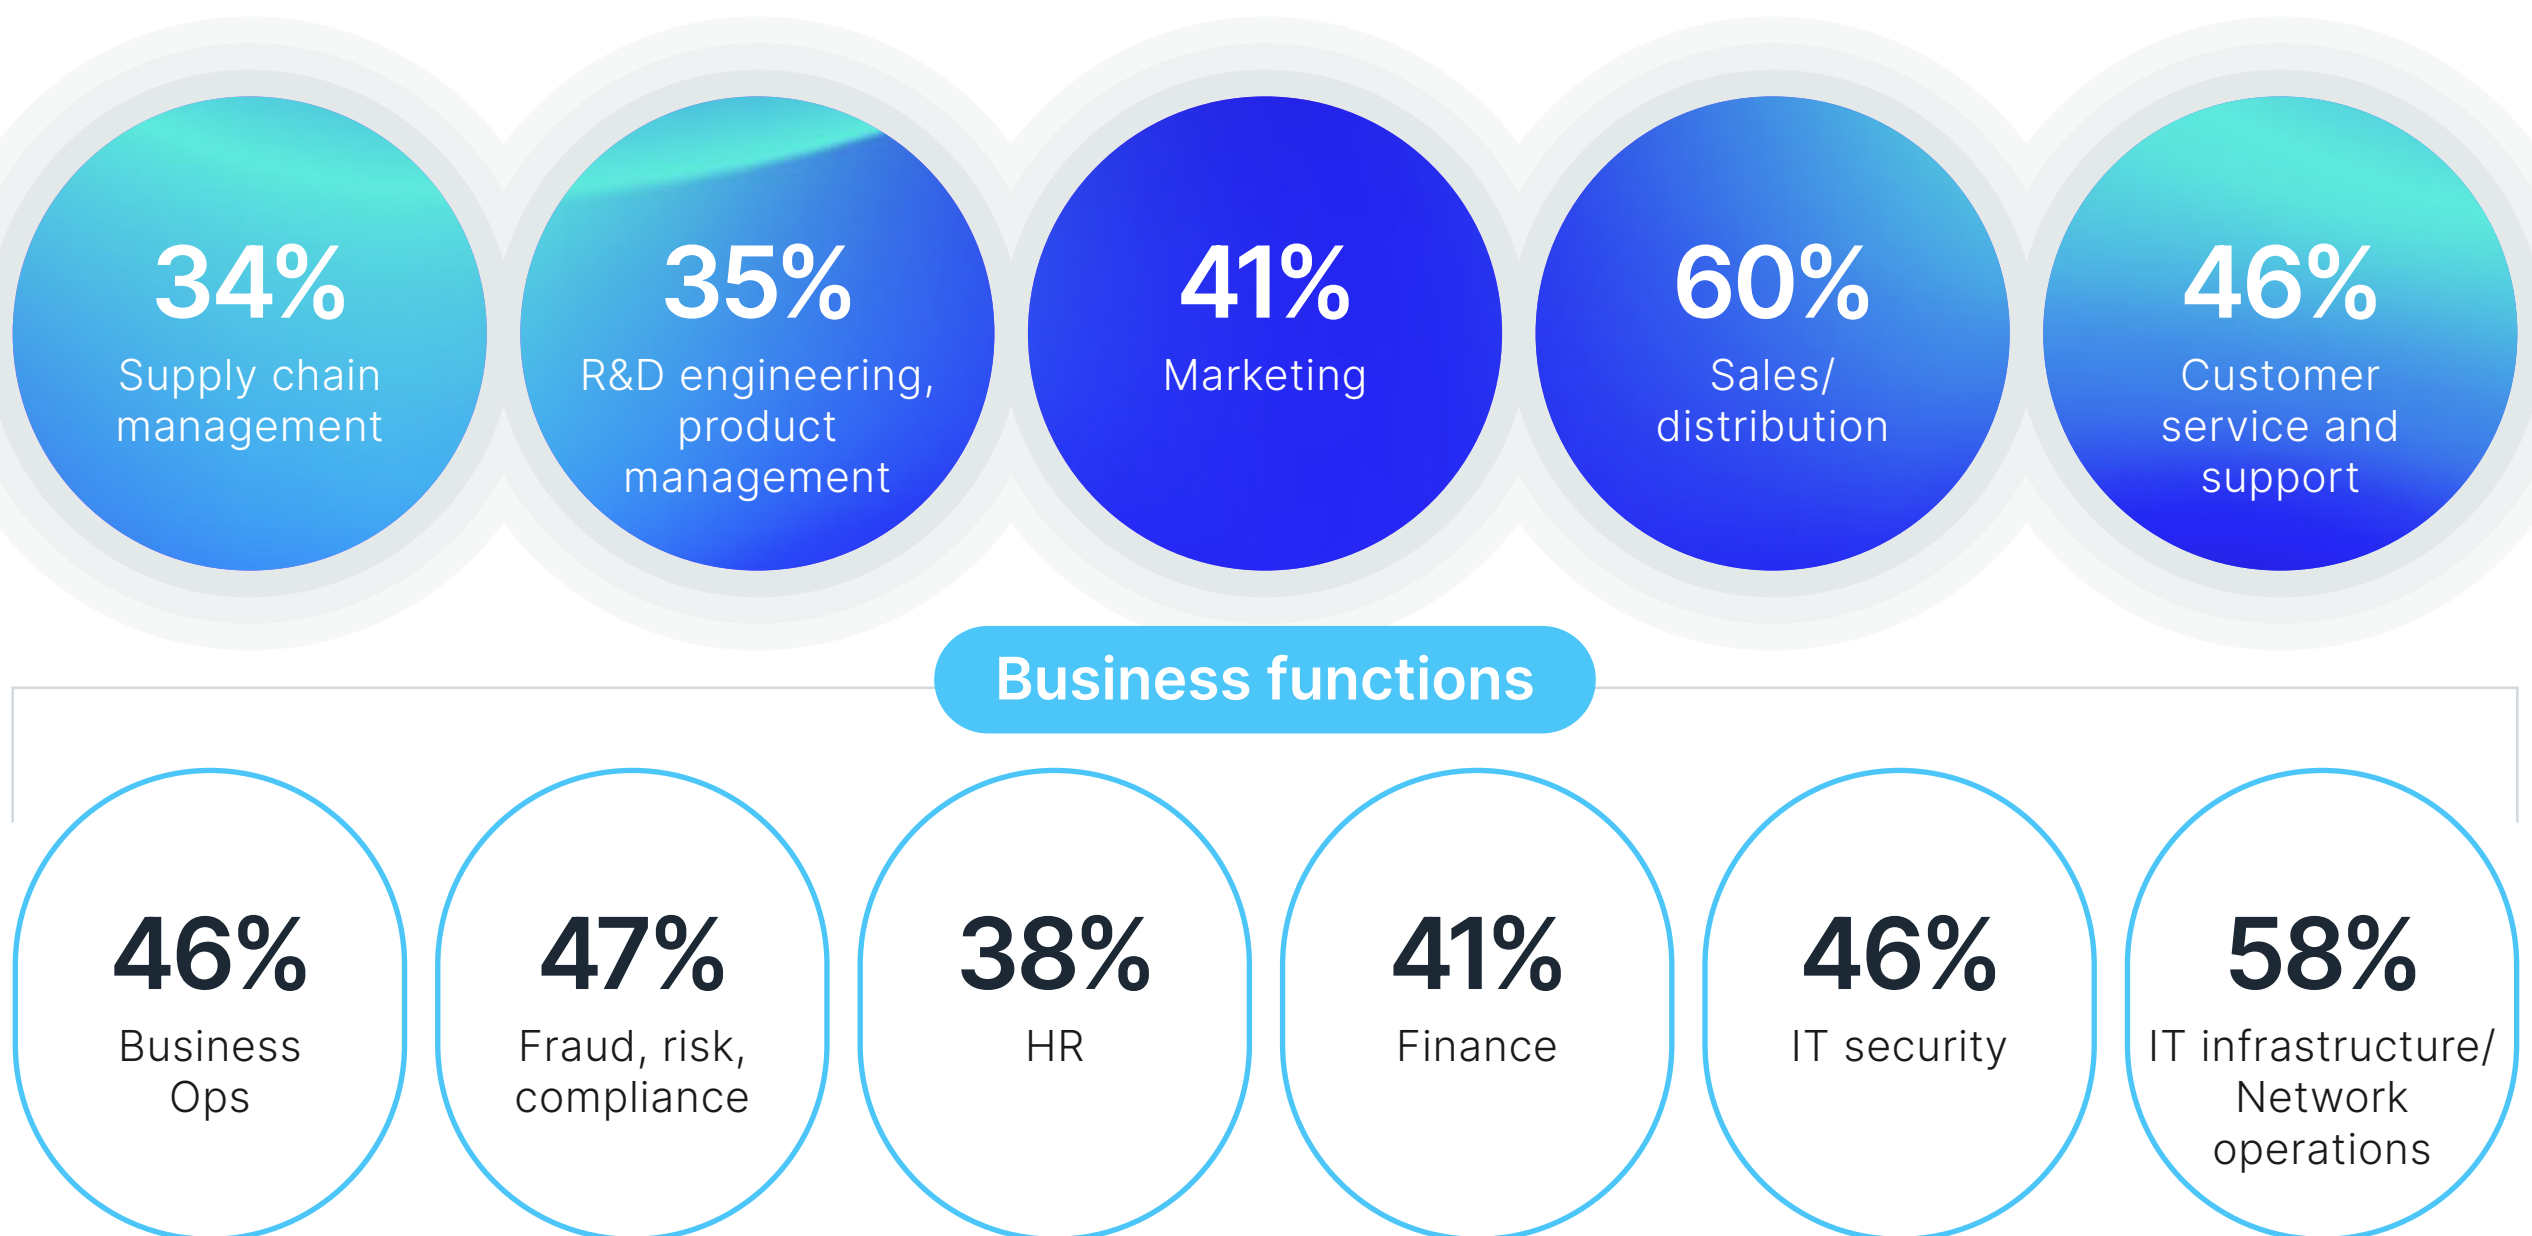 34%
Supply chain
management
35%
R&D engineering,
product
management
41%
Marketing
60%
Sales/
distribution
46%
Customer
service and
support
Business functions
46%
Business
Ops
47%
Fraud, risk,
compliance
38%
HR
41%
Finance
46%
IT security
58%
IT infrastructure/
Network
operations